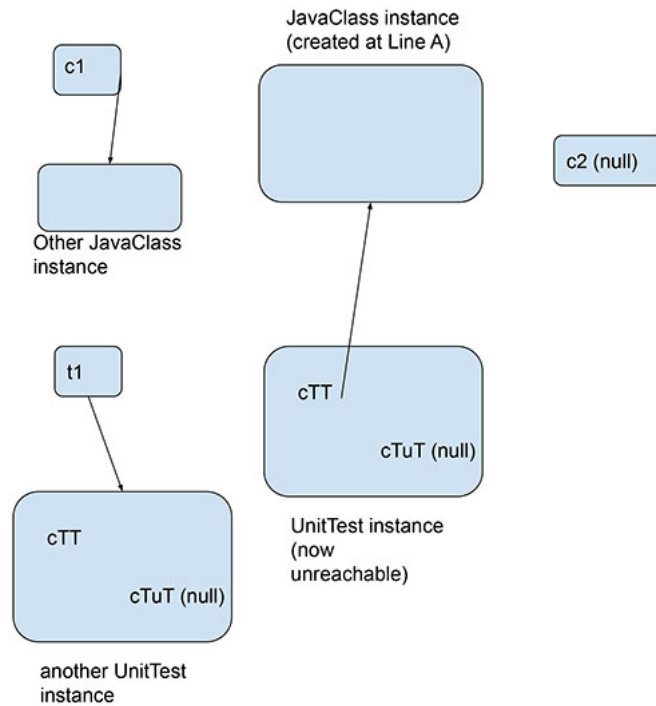 JavaClass instance
(created at Line A)
c1
c2 (null)
Other JavaClass
instance
t1
cTT
cTuT (null)
UnitTest instance
(now
unreachable)
cTT
cTuT (null)
another UnitTest
instance